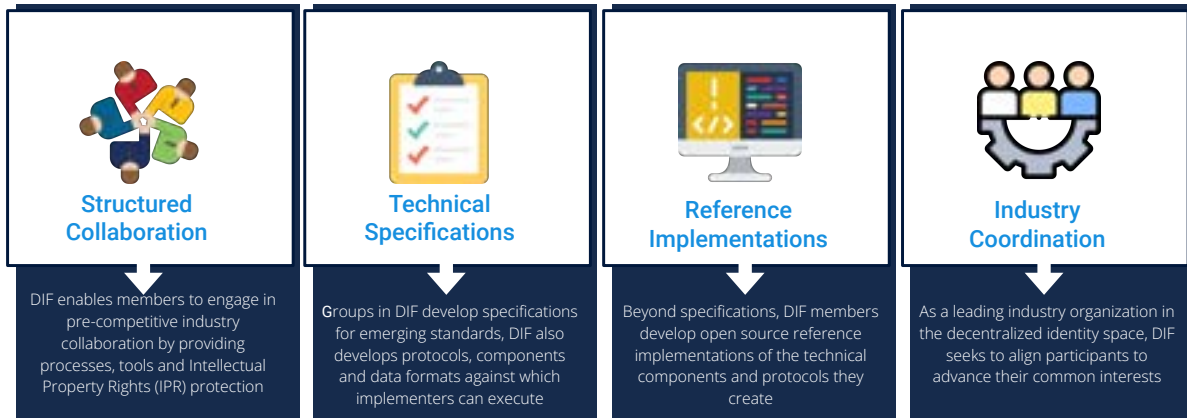 Structured
Collaboration
DIF enables members to engage in
pre-competitive industry
collaboration by providing
processes, tools and Intellectual
Property Rights (IPR) protection
Technical
Specifications
Groups in DIF develop specifications
for emerging standards, DIF also
develops protocols, components
and data formats against which
implementers can execute
Reference
Implementations
Beyond specifications, DIF members
develop open source reference
implementations of the technical
components and protocols they
create
Industry
Coordination
As a leading industry organization in
the decentralized identity space, DIF
seeks to align participants to
advance their common interests